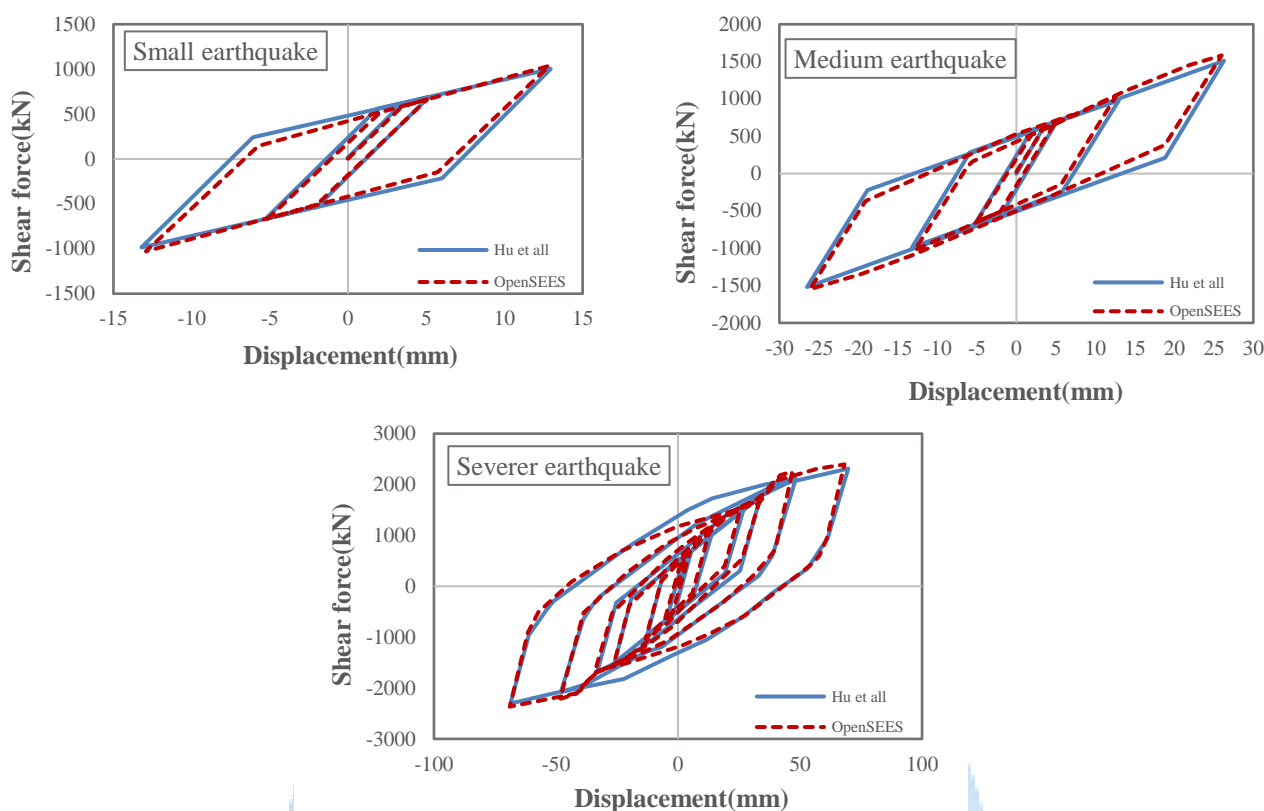 1500
1000
500
0
-500
-1000
-1500
Shear force(kN)
Small earthquake
Hu et all
OpenSEES
-15 -10 -5 0 5 10 15
Displacement(mm)
2000
1500
1000
500
0
-500
-1000
-1500
-2000
Shear force(kN)
Medium earthquake
Hu et all
OpenSEES
-30 -25 -20 -15 -10 -5 0 5 10 15 20 25 30
Displacement(mm)
3000
2000
1000
0
-1000
-2000
-3000
Shear force(kN)
Severer earthquake
Hu et all
OpenSEES
-100 -50 0 50 100
Displacement(mm)